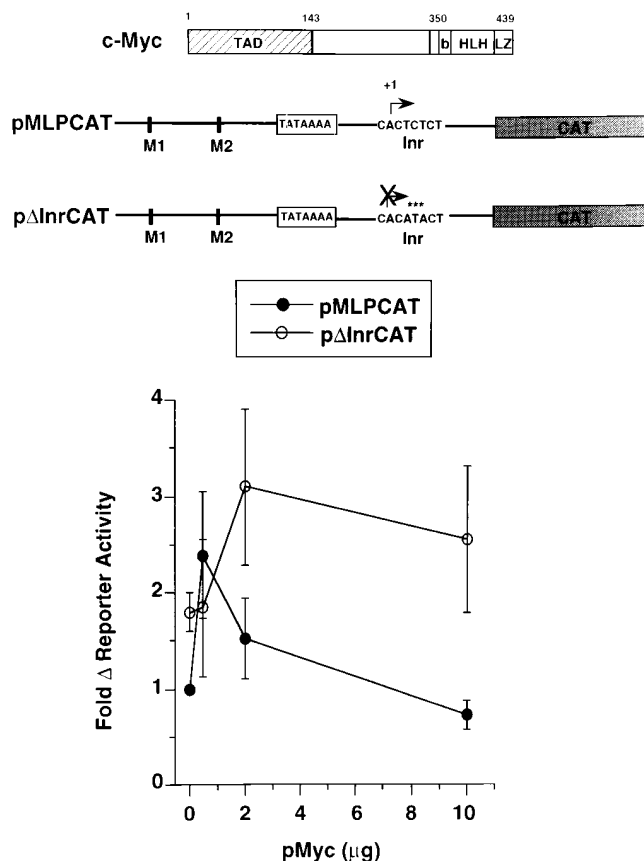 1 143 350 439
c-Myc TAD b HLH LZ
+1
pMLPCAT TATAAAA CACTCTCT CAT
M1 M2 Inr
***
pΔInrCAT TATAAAA CACATACT CAT
M1 M2 Inr
pMLPCAT
pΔInrCAT
Fold Δ Reporter Activity
4
3
2
1
0
0 2 4 6 8 10
pMyc (μg)